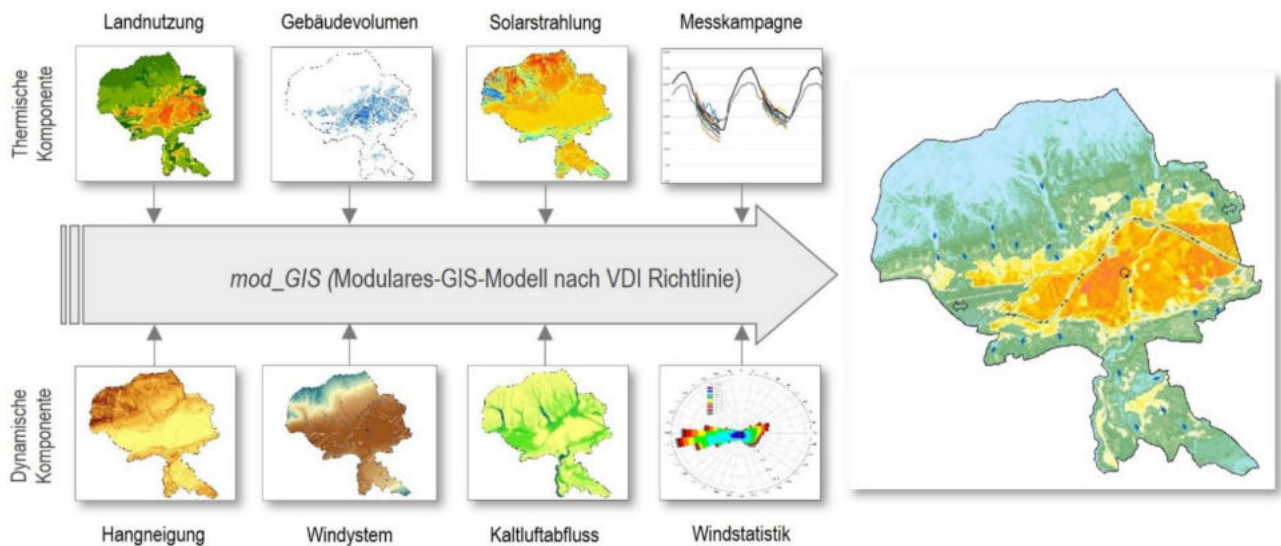 Landnutzung
Gebäudevolumen
Solarstrahlung
Messkampagne
Thermische
Komponente
mod_GIS (Modulares-GIS-Modell nach VDI Richtlinie)
Dynamische
Komponente
Hangneigung
Windystem
Kaltluftabfluss
Windstatistik